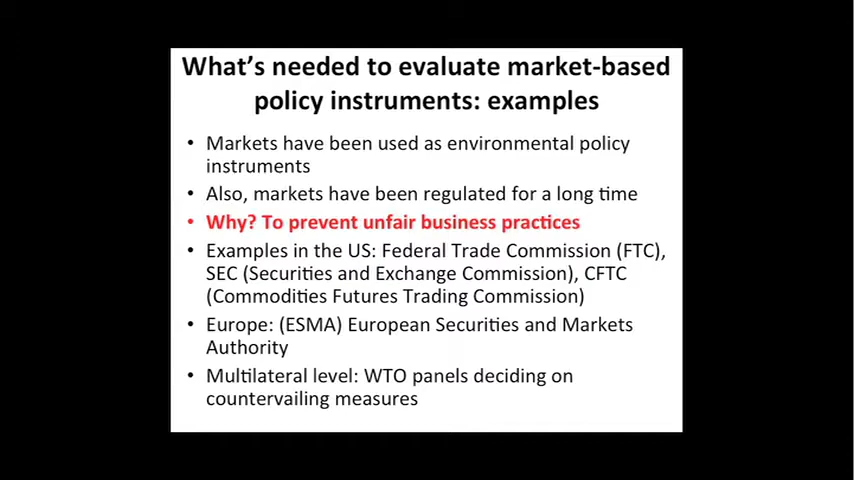 What's needed to evaluate market-based
policy instruments: examples
• Markets have been used as environmental policy
instruments
• Also, markets have been regulated for a long time
• Why? To prevent unfair business practices
• Examples in the US: Federal Trade Commission (FTC),
SEC (Securities and Exchange Commission), CFTC
(Commodities Futures Trading Commission)
• Europe: (ESMA) European Securities and Markets
Authority
• Multilateral level: WTO panels deciding on
countervailing measures